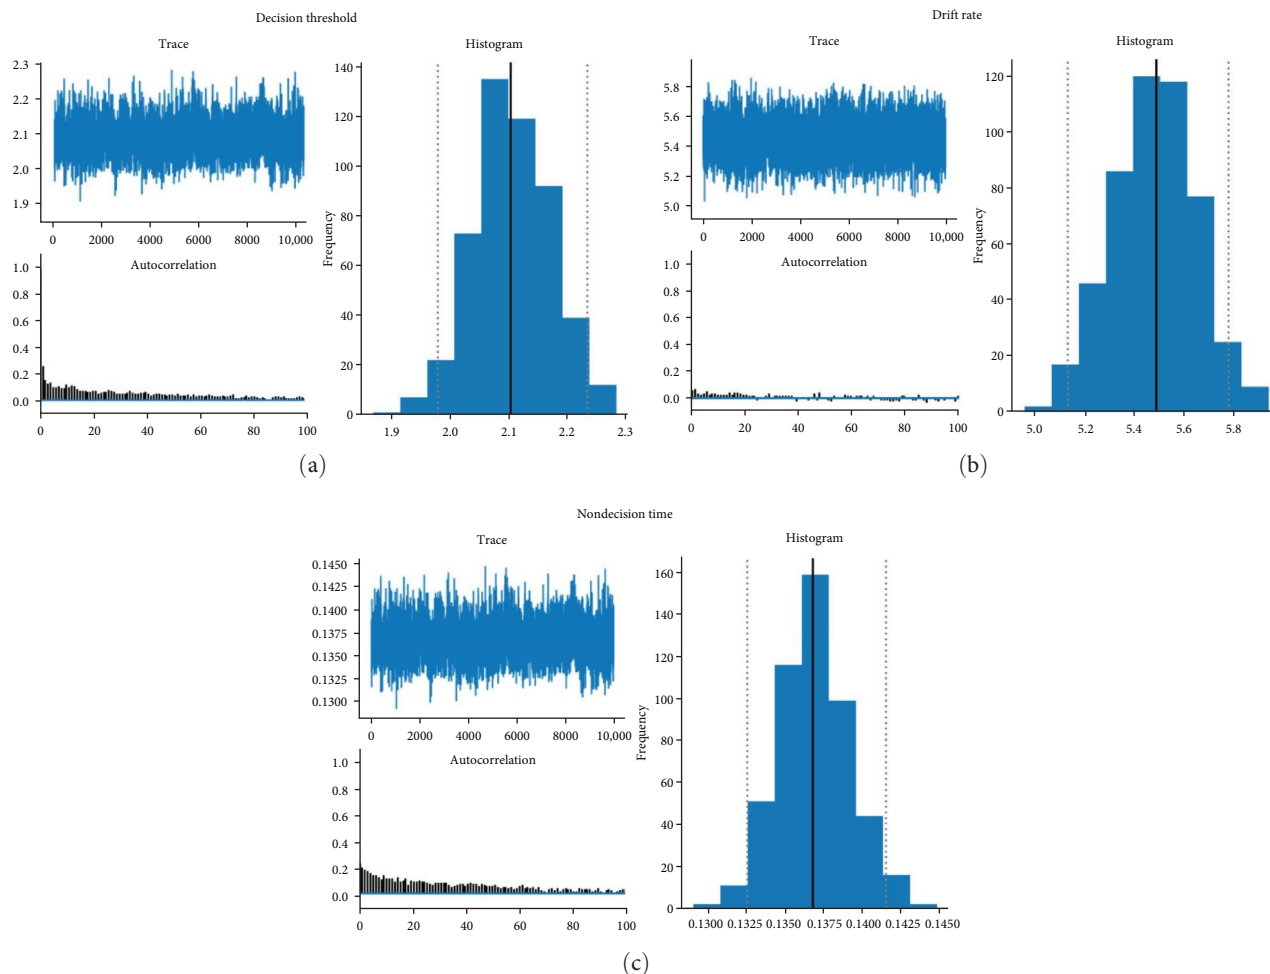 Decision threshold
Trace
2.3
2.2
2.1
2.0
1.9
0 2000 4000 6000 8000 10,000
Autocorrelation
1.0
0.8
0.6
0.4
0.2
0.0
0 20 40 60 80 100
Histogram
Frequency
140
120
100
80
60
40
20
0
1.9 2.0 2.1 2.2 2.3
(a)
Drift rate
Trace
5.8
5.6
5.4
5.2
5.0
0 2000 4000 6000 8000 10,000
Autocorrelation
1.0
0.8
0.6
0.4
0.2
0.0
0 20 40 60 80 100
Histogram
Frequency
120
100
80
60
40
20
0
5.0 5.2 5.4 5.6 5.8
(b)
Nondecision time
Trace
0.1450
0.1400
0.1375
0.1350
0.1325
0.1300
0 2000 4000 6000 8000 10,000
Autocorrelation
1.0
0.8
0.6
0.4
0.2
0.0
0 20 40 60 80 100
Histogram
Frequency
160
140
120
100
80
60
40
20
0
0.1300 0.1325 0.1350 0.1375 0.1400 0.1425 0.1450
(c)